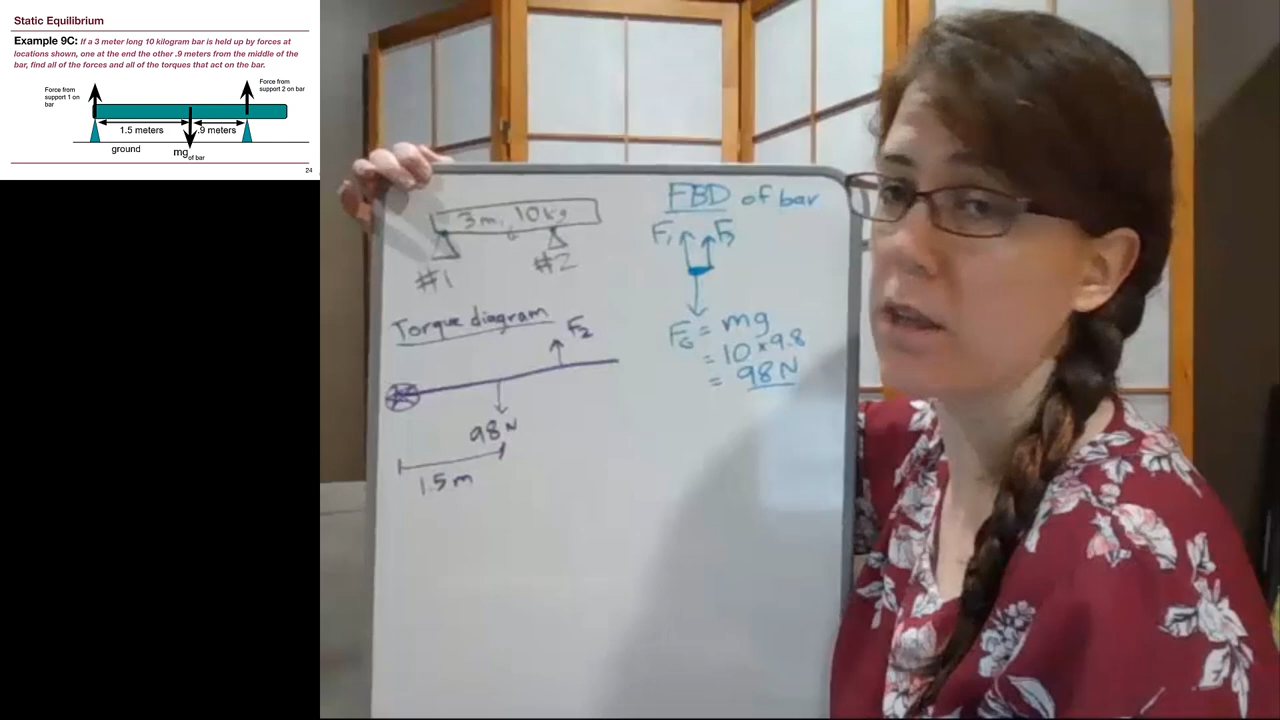 Static Equilibrium
Example 9C: If a 3 meter long 10 kilogram bar is held up by forces at
locations shown, one at the end the other .9 meters from the middle of the
bar, find all of the forces and all of the torques that act on the bar.
Force from
support 1 on
bar
Force from
support 2 on bar
1.5 meters
.9 meters
ground
mg of bar
24
3m, 10kg
#1
#2
Torque diagram
F2
98N
1.5m
FBD of bar
F1
F2
FG = mg
= 10 × 9.8
= 98N